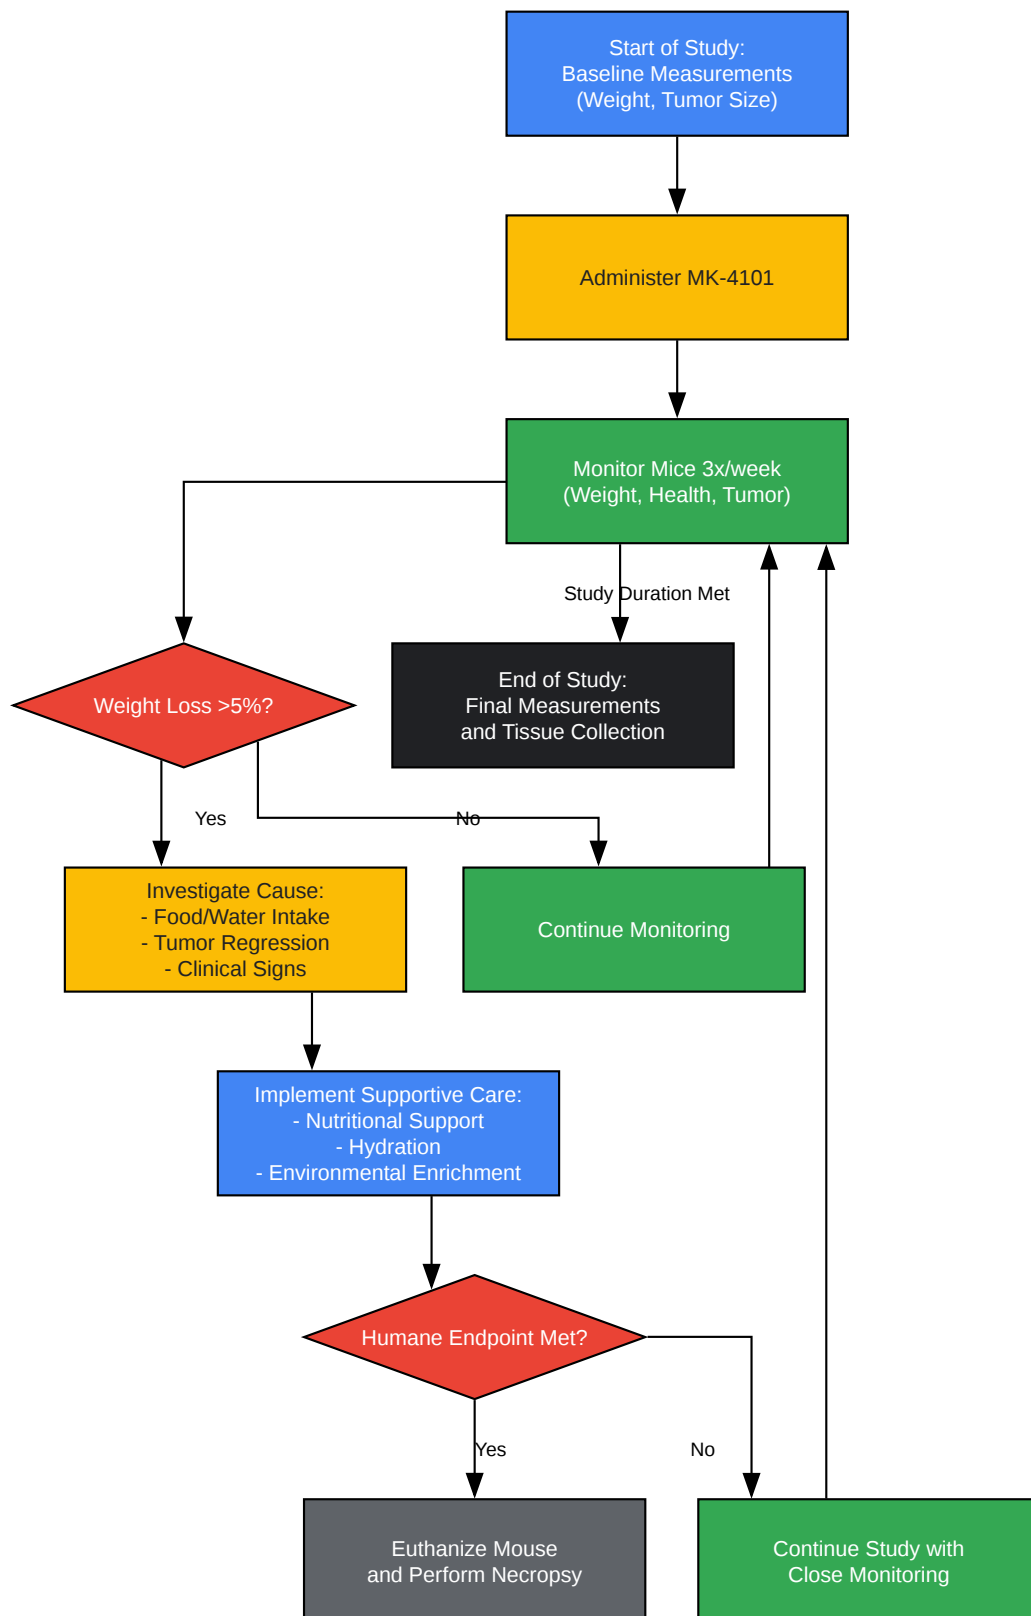 Start of Study:
Baseline Measurements
(Weight, Tumor Size)
Administer MK-4101
Monitor Mice 3x/week
(Weight, Health, Tumor)
Study Duration Met
Weight Loss >5%?
End of Study:
Final Measurements
and Tissue Collection
Yes
No
Investigate Cause:
- Food/Water Intake
- Tumor Regression
- Clinical Signs
Continue Monitoring
Implement Supportive Care:
- Nutritional Support
- Hydration
- Environmental Enrichment
Humane Endpoint Met?
Yes
No
Euthanize Mouse
and Perform Necropsy
Continue Study with
Close Monitoring